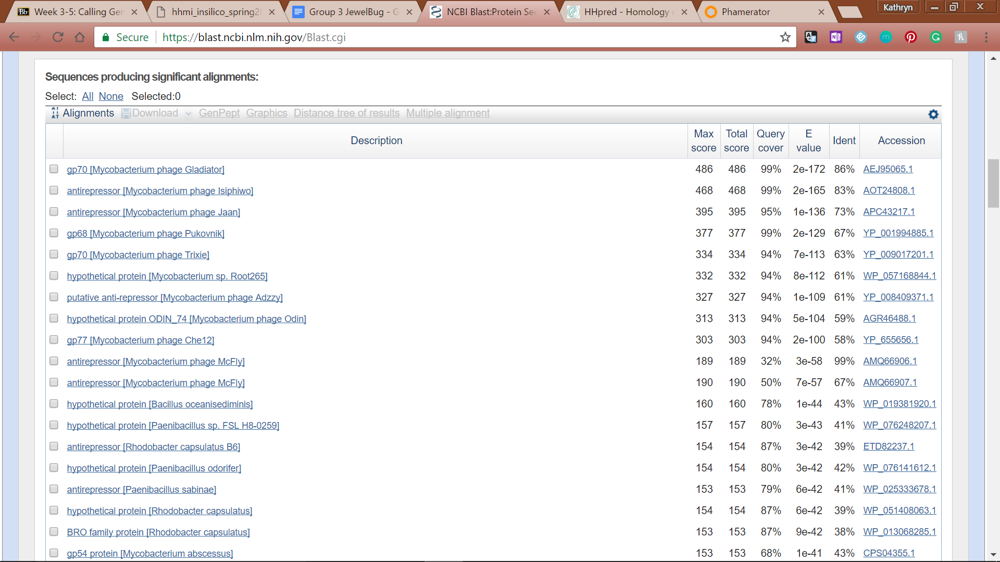 Week 3-5: Calling Gen
hhmi_insilico_spring2
Group 3 JewelBug - G
NCBI Blast:Protein Sec
HHpred - Homology
Phamerator
Kathryn
Secure https://blast.ncbi.nlm.nih.gov/Blast.cgi
Sequences producing significant alignments:
Select: All None Selected:0
Alignments Download GenPept Graphics Distance tree of results Multiple alignment
Description Max score Total score Query cover E value Ident Accession
gp70 [Mycobacterium phage Gladiator] 486 486 99% 2e-172 86% AEJ95065.1
antirepressor [Mycobacterium phage Isiphiwo] 468 468 99% 2e-165 83% AOT24808.1
antirepressor [Mycobacterium phage Jaan] 395 395 95% 1e-136 73% APC43217.1
gp68 [Mycobacterium phage Pukovnik] 377 377 99% 2e-129 67% YP_001994885.1
gp70 [Mycobacterium phage Trixie] 334 334 94% 7e-113 63% YP_009017201.1
hypothetical protein [Mycobacterium sp. Root265] 332 332 94% 8e-112 61% WP_057168844.1
putative anti-repressor [Mycobacterium phage Adzzy] 327 327 94% 1e-109 61% YP_008409371.1
hypothetical protein ODIN_74 [Mycobacterium phage Odin] 313 313 94% 5e-104 59% AGR46488.1
gp77 [Mycobacterium phage Che12] 303 303 94% 2e-100 58% YP_655656.1
antirepressor [Mycobacterium phage McFly] 189 189 32% 3e-58 99% AMQ66906.1
antirepressor [Mycobacterium phage McFly] 190 190 50% 7e-57 67% AMQ66907.1
hypothetical protein [Bacillus oceanisediminis] 160 160 78% 1e-44 43% WP_019381920.1
hypothetical protein [Paenibacillus sp. FSL H8-0259] 157 157 80% 3e-43 41% WP_076248207.1
antirepressor [Rhodobacter capsulatus B6] 154 154 87% 3e-42 39% ETD82237.1
hypothetical protein [Paenibacillus odorifer] 154 154 80% 3e-42 42% WP_076141612.1
antirepressor [Paenibacillus sabinae] 153 153 79% 6e-42 41% WP_025333678.1
hypothetical protein [Rhodobacter capsulatus] 154 154 87% 6e-42 39% WP_051408063.1
BRO family protein [Rhodobacter capsulatus] 153 153 87% 9e-42 38% WP_013068285.1
gp54 protein [Mycobacterium abscessus] 153 153 68% 1e-41 43% CPS04355.1